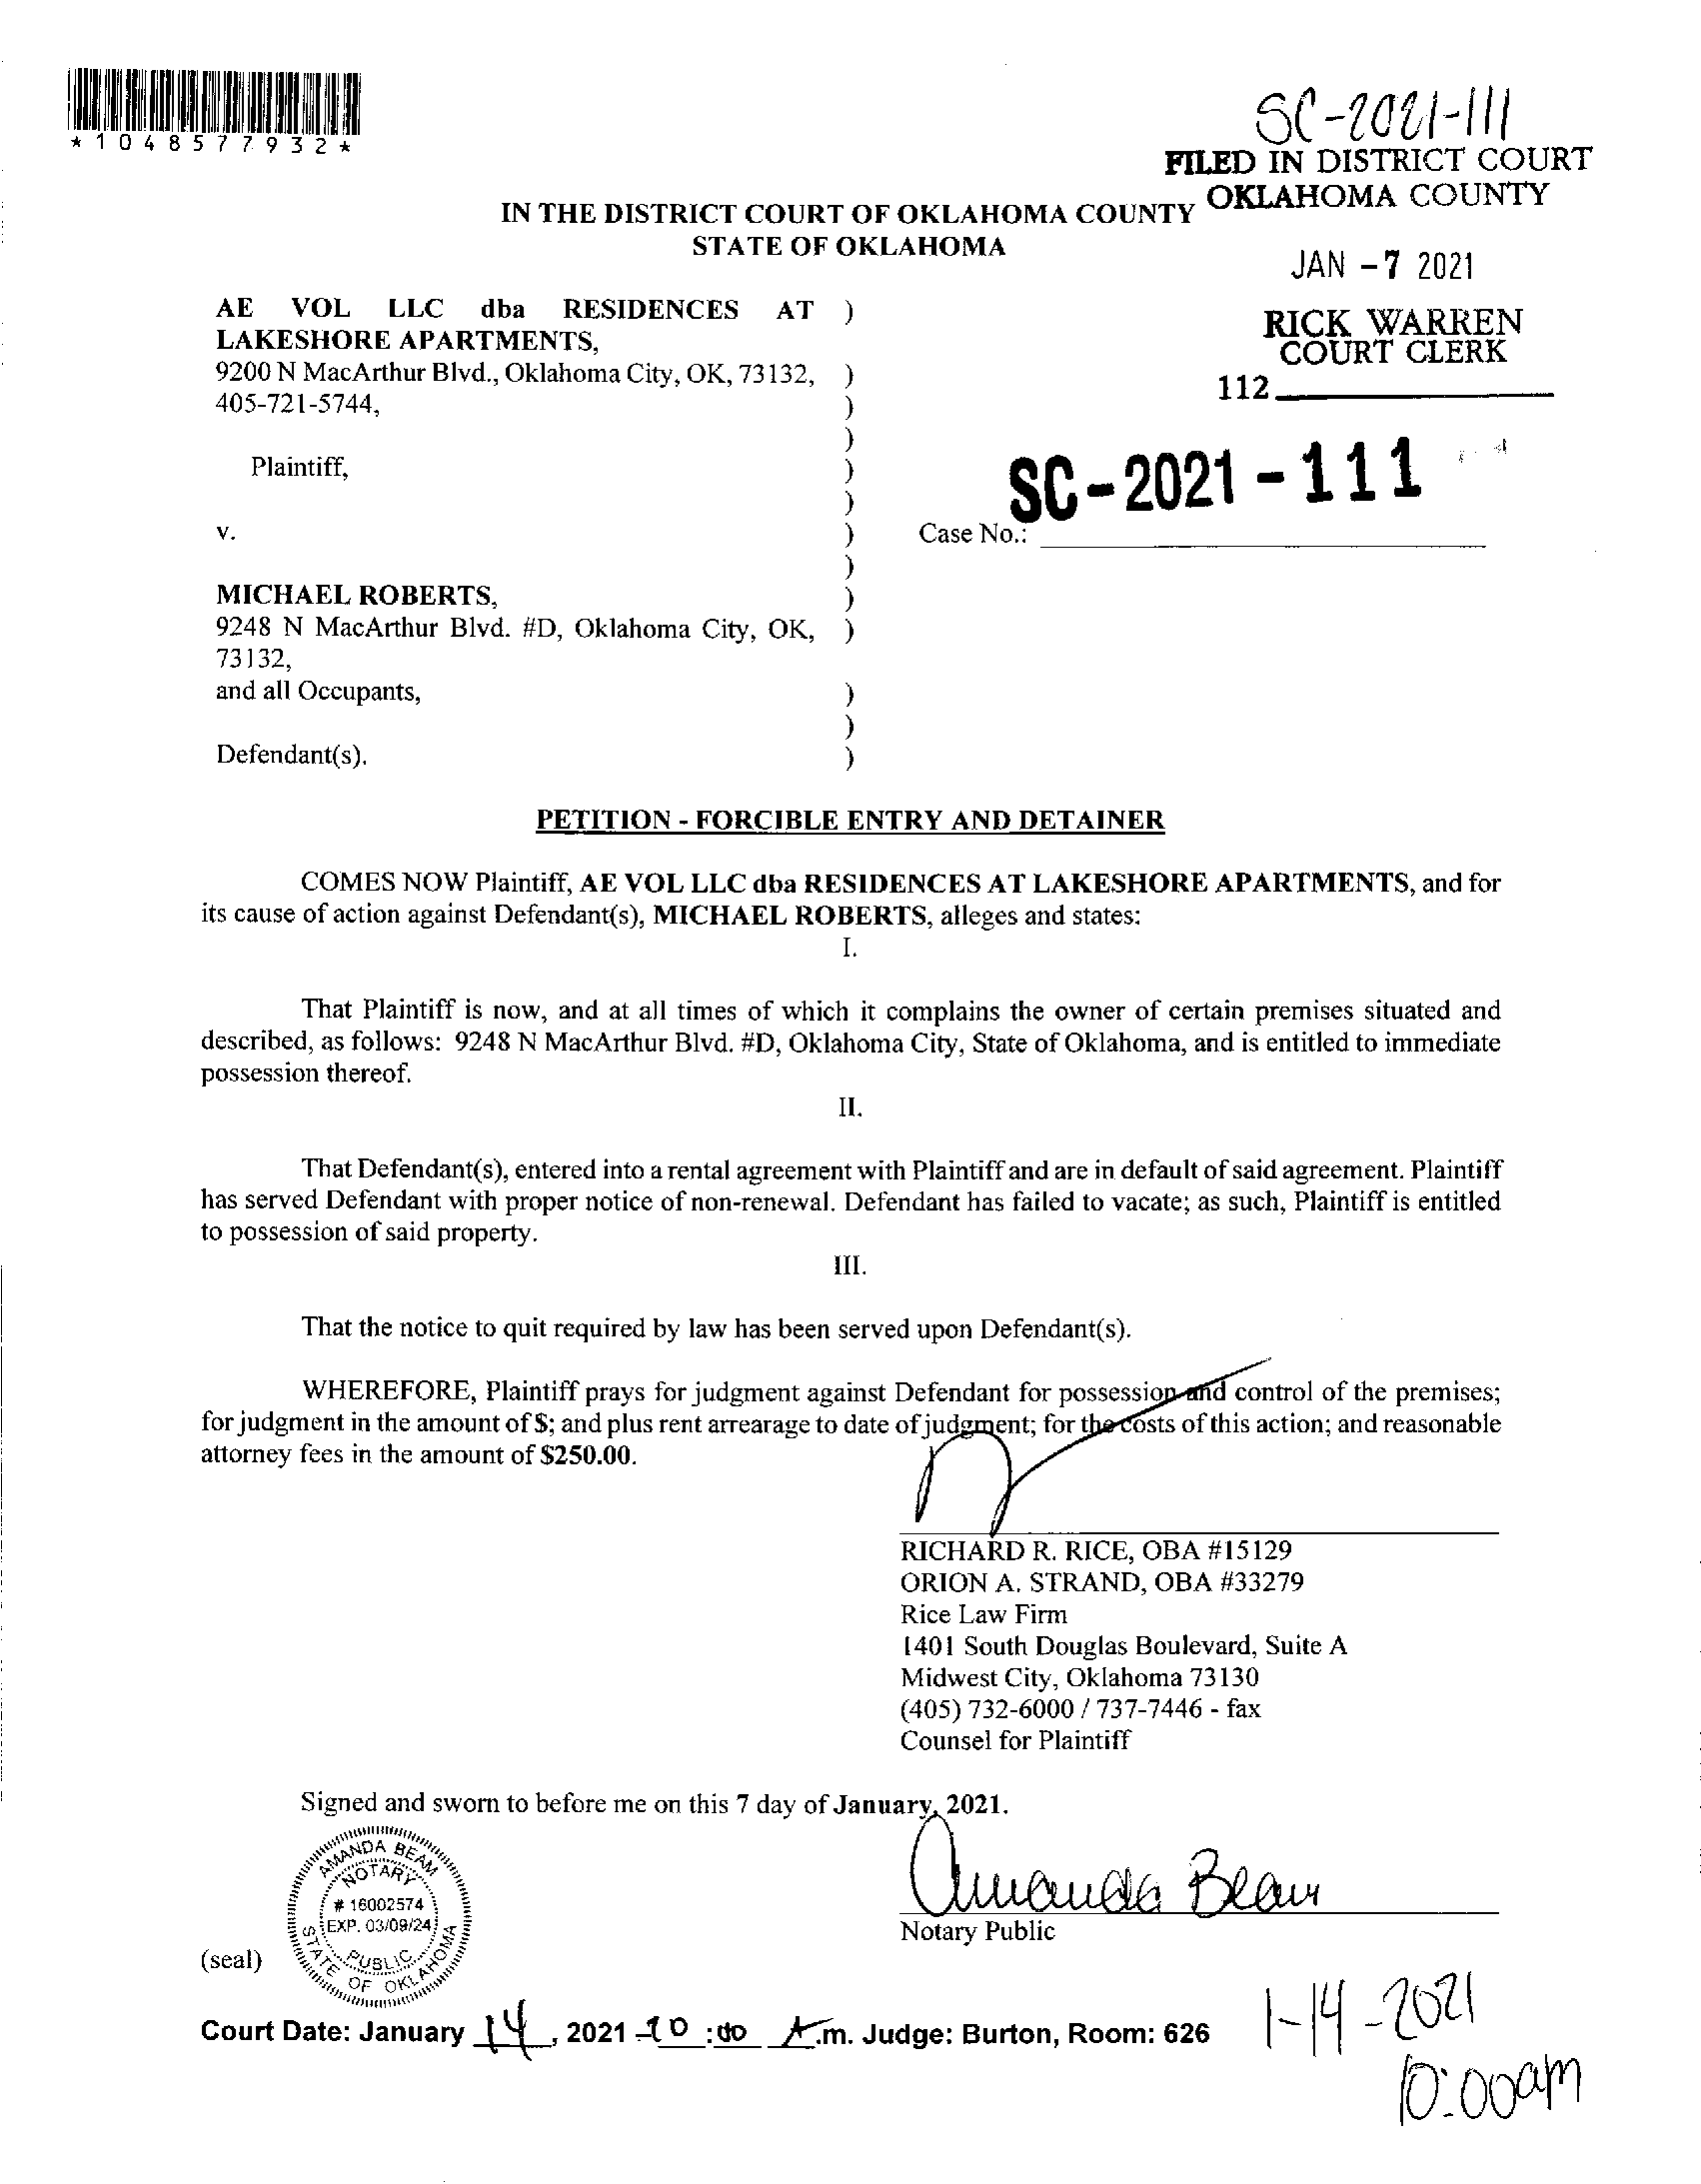 *1048577932*
SC-2021-111
FILED IN DISTRICT COURT
OKLAHOMA COUNTY
IN THE DISTRICT COURT OF OKLAHOMA COUNTY
STATE OF OKLAHOMA
JAN -7 2021
RICK WARREN
COURT CLERK
112
AE VOL LLC dba RESIDENCES AT )
LAKESHORE APARTMENTS,
9200 N MacArthur Blvd., Oklahoma City, OK, 73132, )
405-721-5744, )
)
Plaintiff, )
)
v. )
SC-2021-111
Case No.:
)
MICHAEL ROBERTS, )
9248 N MacArthur Blvd. #D, Oklahoma City, OK, )
73132,
and all Occupants, )
)
Defendant(s). )
PETITION - FORCIBLE ENTRY AND DETAINER
COMES NOW Plaintiff, AE VOL LLC dba RESIDENCES AT LAKESHORE APARTMENTS, and for
its cause of action against Defendant(s), MICHAEL ROBERTS, alleges and states:
I.
That Plaintiff is now, and at all times of which it complains the owner of certain premises situated and
described, as follows: 9248 N MacArthur Blvd. #D, Oklahoma City, State of Oklahoma, and is entitled to immediate
possession thereof.
II.
That Defendant(s), entered into a rental agreement with Plaintiff and are in default of said agreement. Plaintiff
has served Defendant with proper notice of non-renewal. Defendant has failed to vacate; as such, Plaintiff is entitled
to possession of said property.
III.
That the notice to quit required by law has been served upon Defendant(s).
WHEREFORE, Plaintiff prays for judgment against Defendant for possession and control of the premises;
for judgment in the amount of $; and plus rent arrearage to date of judgment; for the costs of this action; and reasonable
attorney fees in the amount of $250.00.
RICHARD R. RICE, OBA #15129
ORION A. STRAND, OBA #33279
Rice Law Firm
1401 South Douglas Boulevard, Suite A
Midwest City, Oklahoma 73130
(405) 732-6000 / 737-7446 - fax
Counsel for Plaintiff
Signed and sworn to before me on this 7 day of January, 2021.
AMANDA BEAM
NOTARY
# 16002574
EXP. 03/09/24
PUBLIC
STATE OF OKLAHOMA
Amanda Beam
Notary Public
(seal)
Court Date: January 14, 2021 10:00 A.m. Judge: Burton, Room: 626
1-14-2021
10:00am